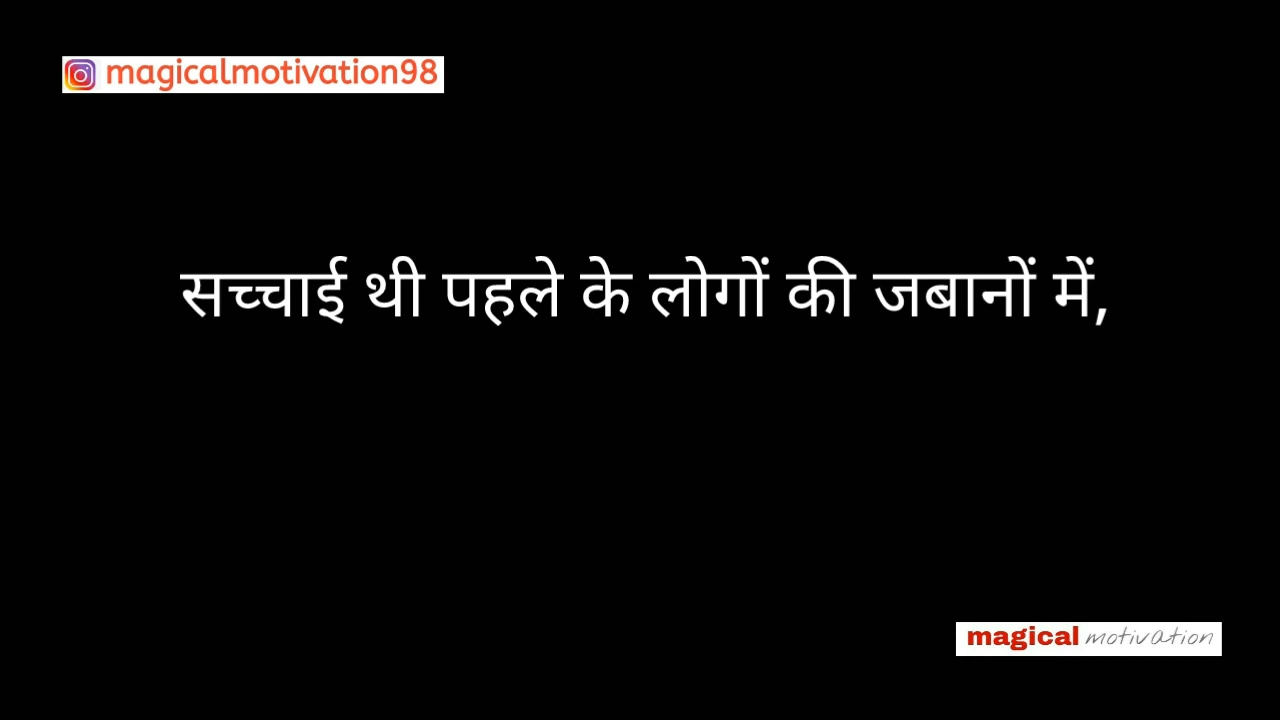 magicalmotivation98
सच्चाई थी पहले के लोगों की जबानों में,
magical motivation